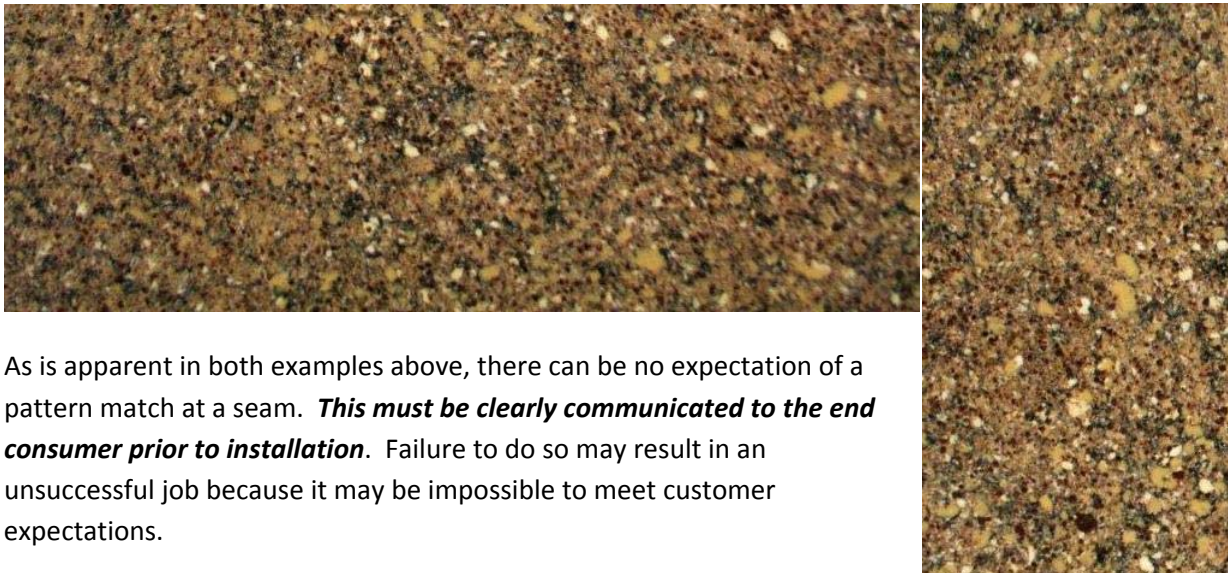 As is apparent in both examples above, there can be no expectation of a
pattern match at a seam.  This must be clearly communicated to the end
consumer prior to installation.  Failure to do so may result in an
unsuccessful job because it may be impossible to meet customer
expectations.